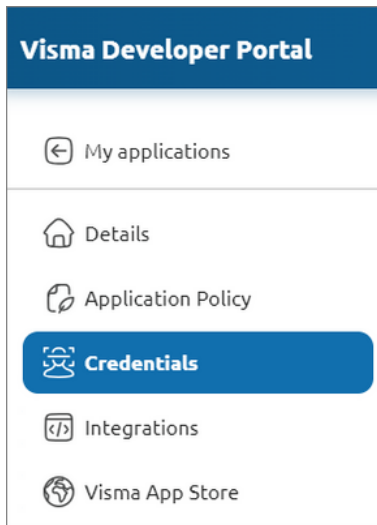 Visma Developer Portal
My applications
Details
Application Policy
Credentials
Integrations
Visma App Store